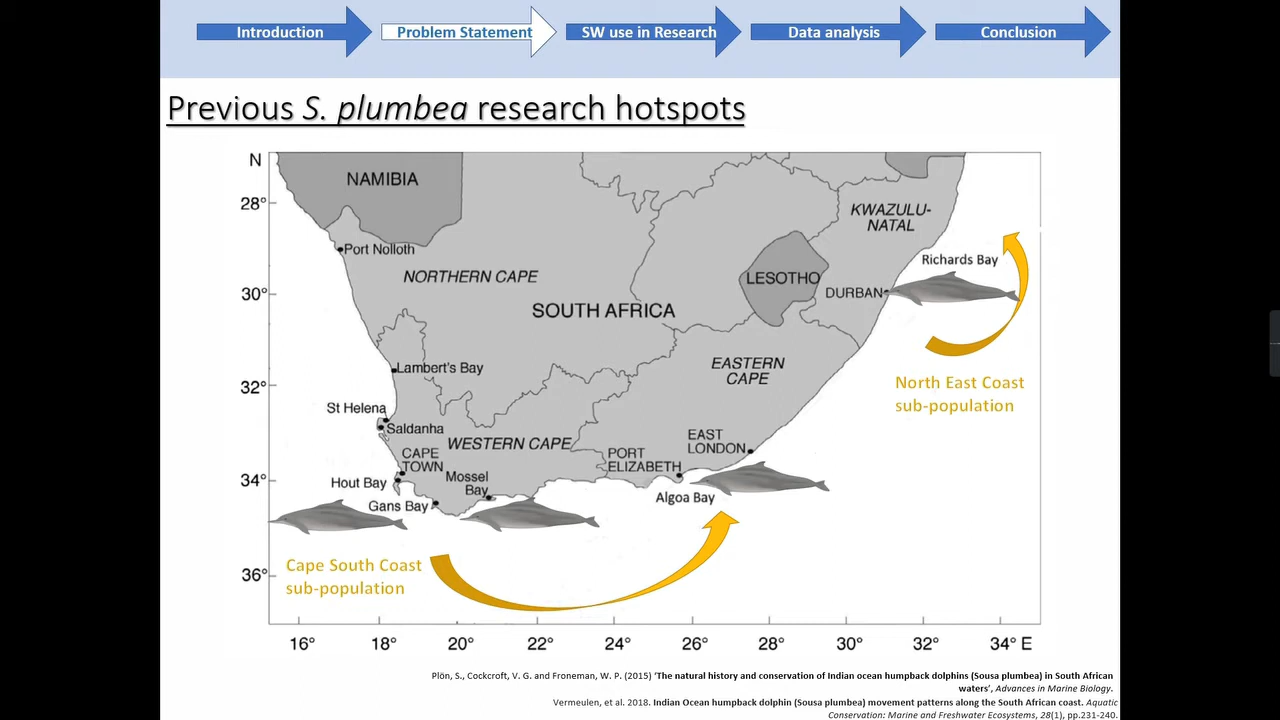 Introduction
Problem Statement
SW use in Research
Data analysis
Conclusion
Previous S. plumbea research hotspots
N
NAMIBIA
28°
KWAZULU-
NATAL
Port Nolloth
Richards Bay
NORTHERN CAPE
LESOTHO
30°
DURBAN
SOUTH AFRICA
EASTERN
CAPE
Lambert's Bay
32°
North East Coast
sub-population
St Helena
Saldanha
WESTERN CAPE
EAST
LONDON
CAPE
TOWN
PORT
ELIZABETH
34°
Hout Bay
Mossel
Bay
Algoa Bay
Gans Bay
Cape South Coast
sub-population
36°
16°
18°
20°
22°
24°
26°
28°
30°
32°
34° E
Plön, S., Cockcroft, V. G. and Froneman, W. P. (2015) 'The natural history and conservation of Indian ocean humpback dolphins (Sousa plumbea) in South African
waters', Advances in Marine Biology.
Vermeulen, et al. 2018. Indian Ocean humpback dolphin (Sousa plumbea) movement patterns along the South African coast. Aquatic
Conservation: Marine and Freshwater Ecosystems, 28(1), pp.231-240.